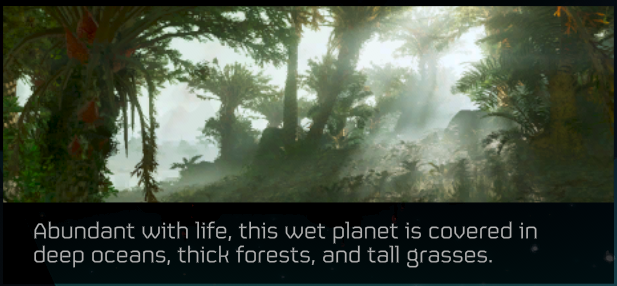 Abundant with life, this wet planet is covered in
deep oceans, thick forests, and tall grasses.